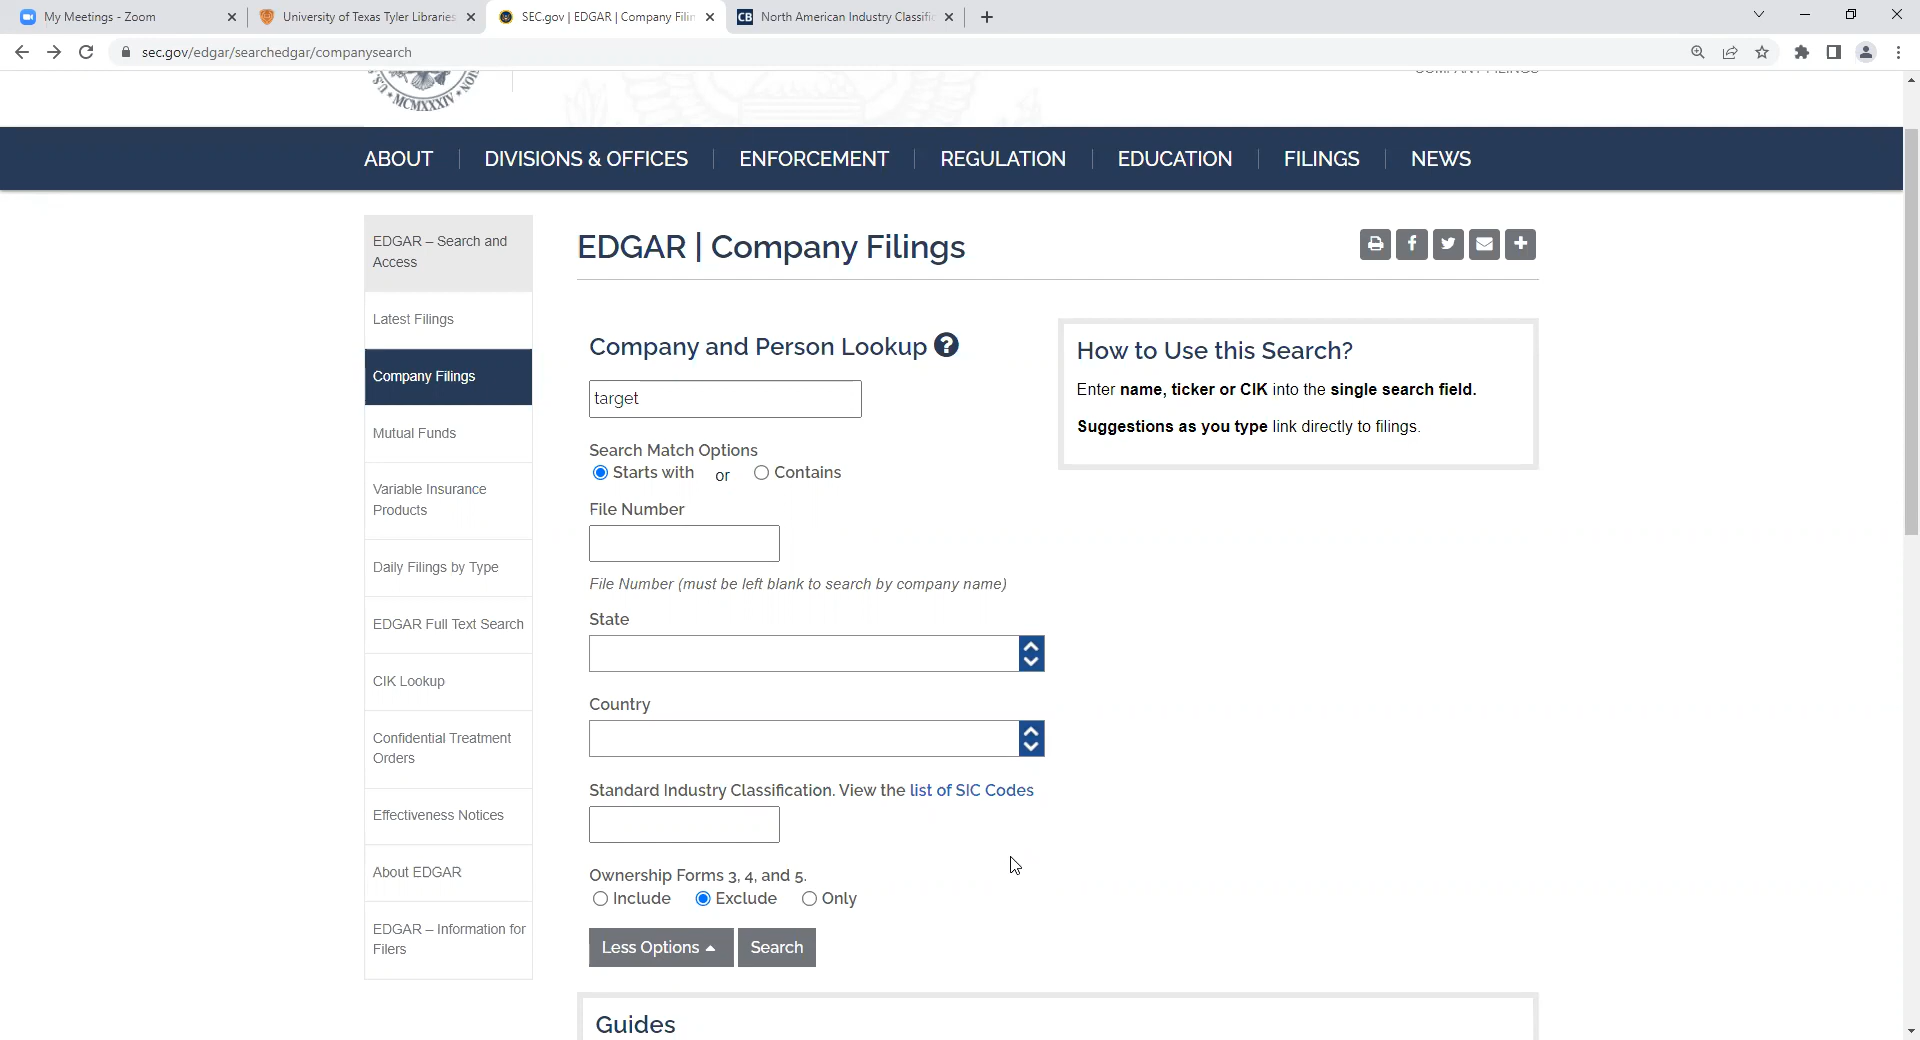 My Meetings - Zoom
University of Texas Tyler Libraries
SEC.gov | EDGAR | Company Filin
CB North American Industry Classific
sec.gov/edgar/searchedgar/companysearch
MCMXXXIV
COMPANY FILINGS
ABOUT
DIVISIONS & OFFICES
ENFORCEMENT
REGULATION
EDUCATION
FILINGS
NEWS
EDGAR – Search and
Access
Latest Filings
Company Filings
Mutual Funds
Variable Insurance
Products
Daily Filings by Type
EDGAR Full Text Search
CIK Lookup
Confidential Treatment
Orders
Effectiveness Notices
About EDGAR
EDGAR – Information for
Filers
EDGAR | Company Filings
Company and Person Lookup ?
target
Search Match Options
Starts with or Contains
File Number
File Number (must be left blank to search by company name)
State
Country
Standard Industry Classification. View the list of SIC Codes
Ownership Forms 3, 4, and 5.
Include Exclude Only
Less Options Search
How to Use this Search?
Enter name, ticker or CIK into the single search field.
Suggestions as you type link directly to filings.
Guides